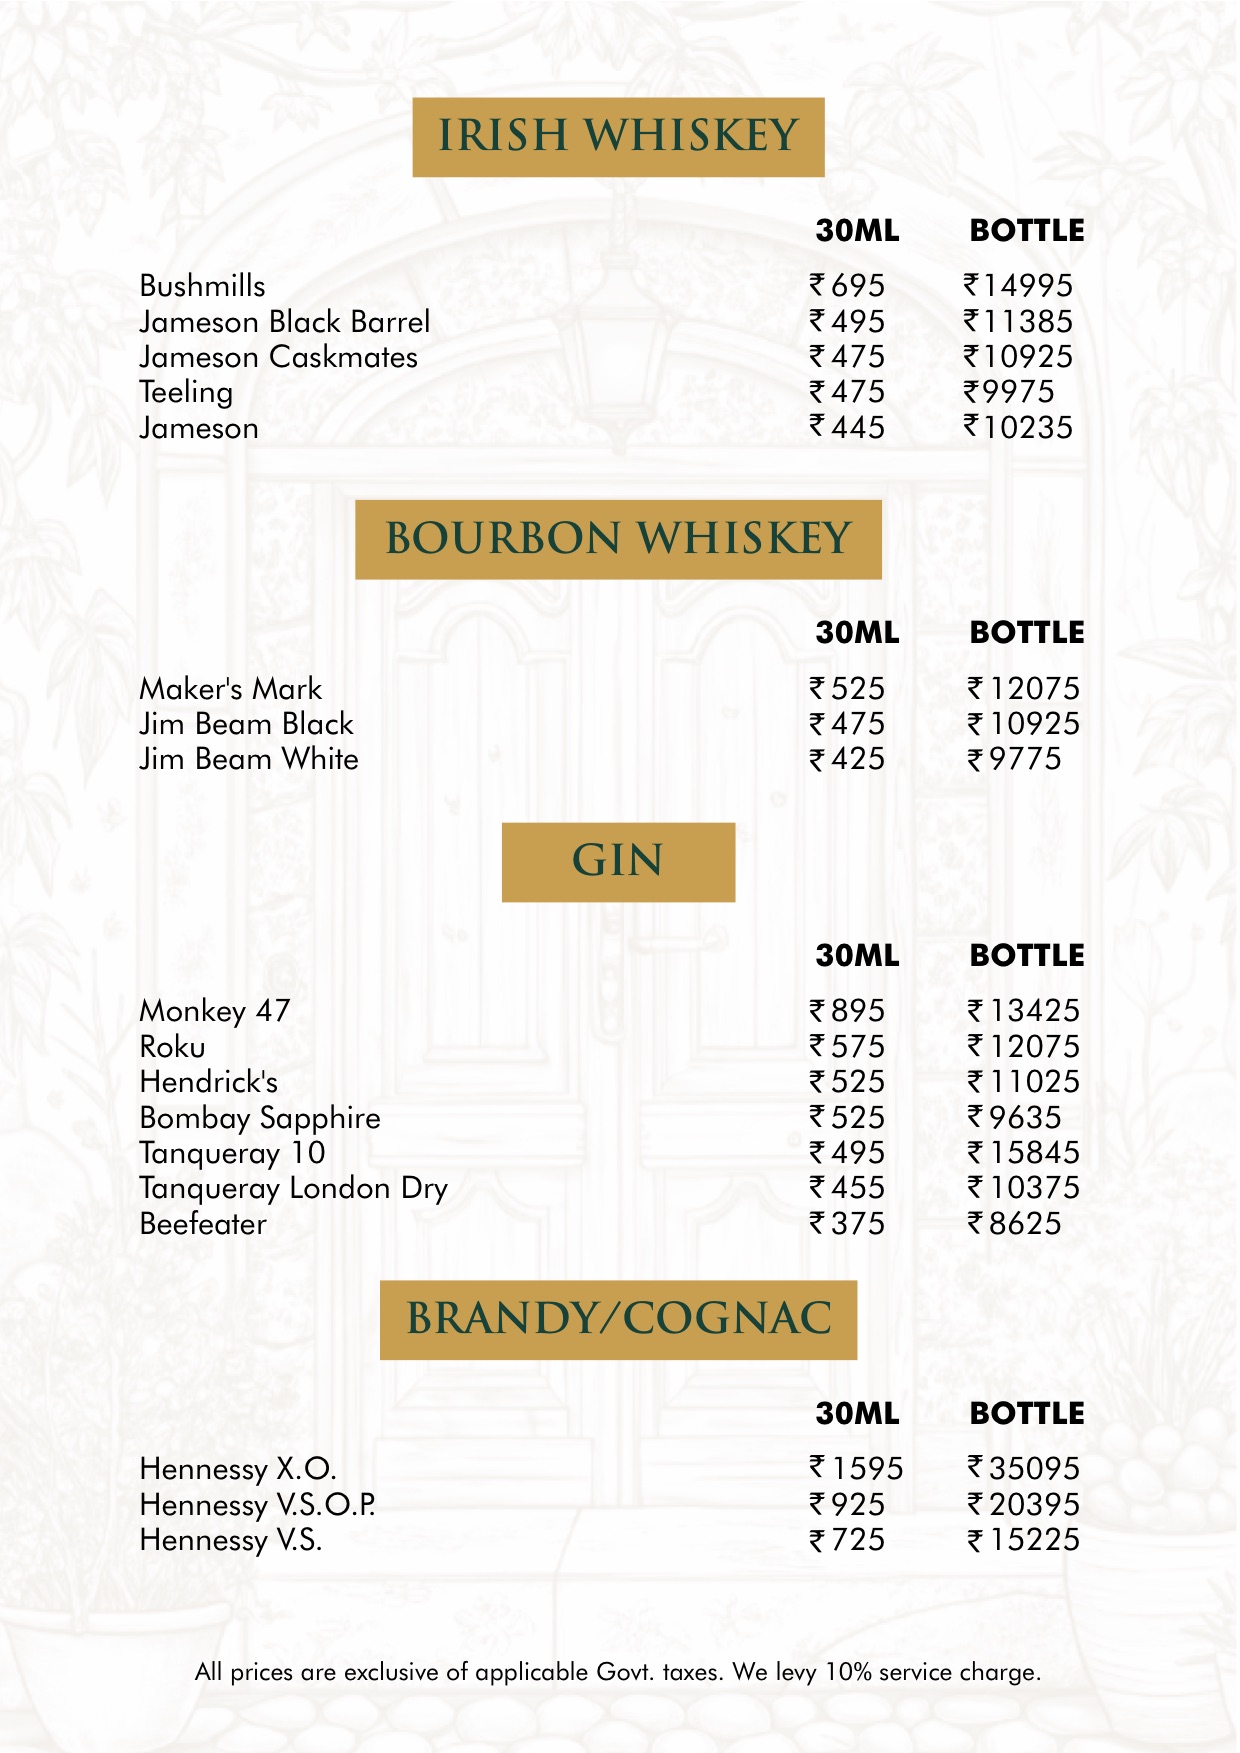 IRISH WHISKEY
30ML BOTTLE
Bushmills ₹695 ₹14995
Jameson Black Barrel ₹495 ₹11385
Jameson Caskmates ₹475 ₹10925
Teeling ₹475 ₹9975
Jameson ₹445 ₹10235
BOURBON WHISKEY
30ML BOTTLE
Maker's Mark ₹525 ₹12075
Jim Beam Black ₹475 ₹10925
Jim Beam White ₹425 ₹9775
GIN
30ML BOTTLE
Monkey 47 ₹895 ₹13425
Roku ₹575 ₹12075
Hendrick's ₹525 ₹11025
Bombay Sapphire ₹525 ₹9635
Tanqueray 10 ₹495 ₹15845
Tanqueray London Dry ₹455 ₹10375
Beefeater ₹375 ₹8625
BRANDY/COGNAC
30ML BOTTLE
Hennessy X.O. ₹1595 ₹35095
Hennessy V.S.O.P. ₹925 ₹20395
Hennessy V.S. ₹725 ₹15225
All prices are exclusive of applicable Govt. taxes. We levy 10% service charge.